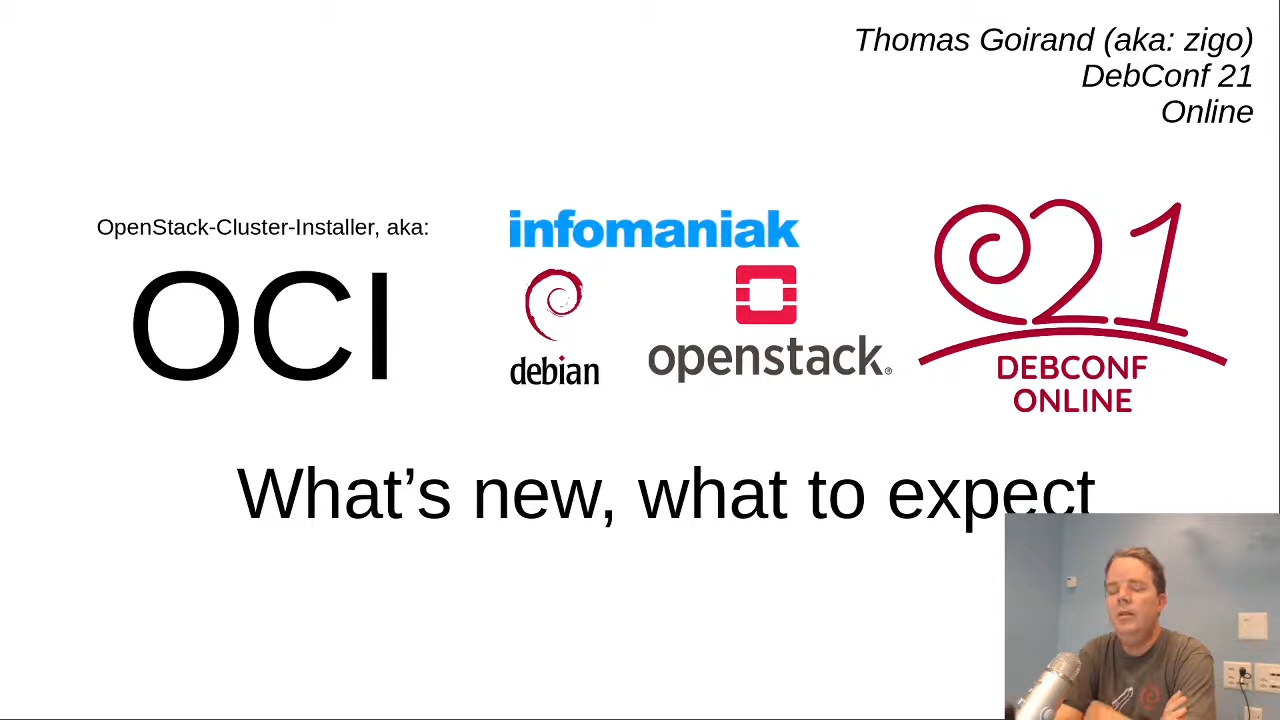 Thomas Goirand (aka: zigo)
DebConf 21
Online
OpenStack-Cluster-Installer, aka:
OCI
infomaniak
debian
openstack®
21
DEBCONF
ONLINE
What’s new, what to expect